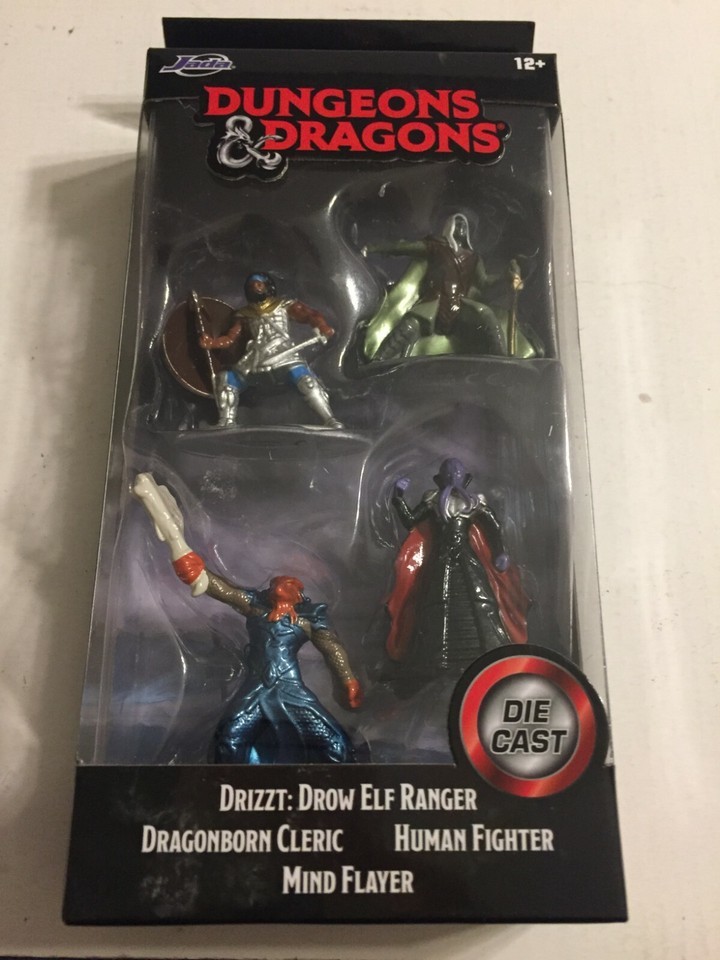 Jada
12+
DUNGEONS
& DRAGONS®
DIE
CAST
DRIZZT: DROW ELF RANGER
DRAGONBORN CLERIC HUMAN FIGHTER
MIND FLAYER